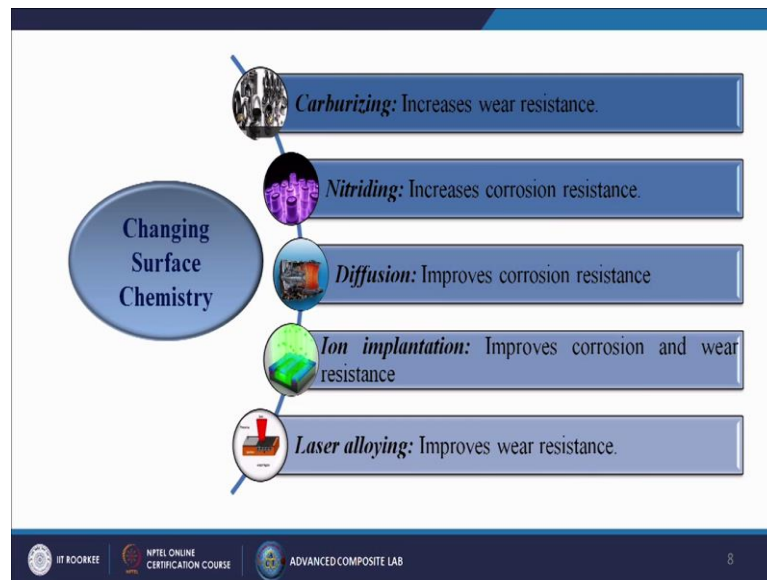 Changing
Surface
Chemistry
Carburizing: Increases wear resistance.
Nitriding: Increases corrosion resistance.
Diffusion: Improves corrosion resistance
Ion implantation: Improves corrosion and wear
resistance
Laser alloying: Improves wear resistance.
IIT ROORKEE
NPTEL ONLINE
CERTIFICATION COURSE
ADVANCED COMPOSITE LAB
8